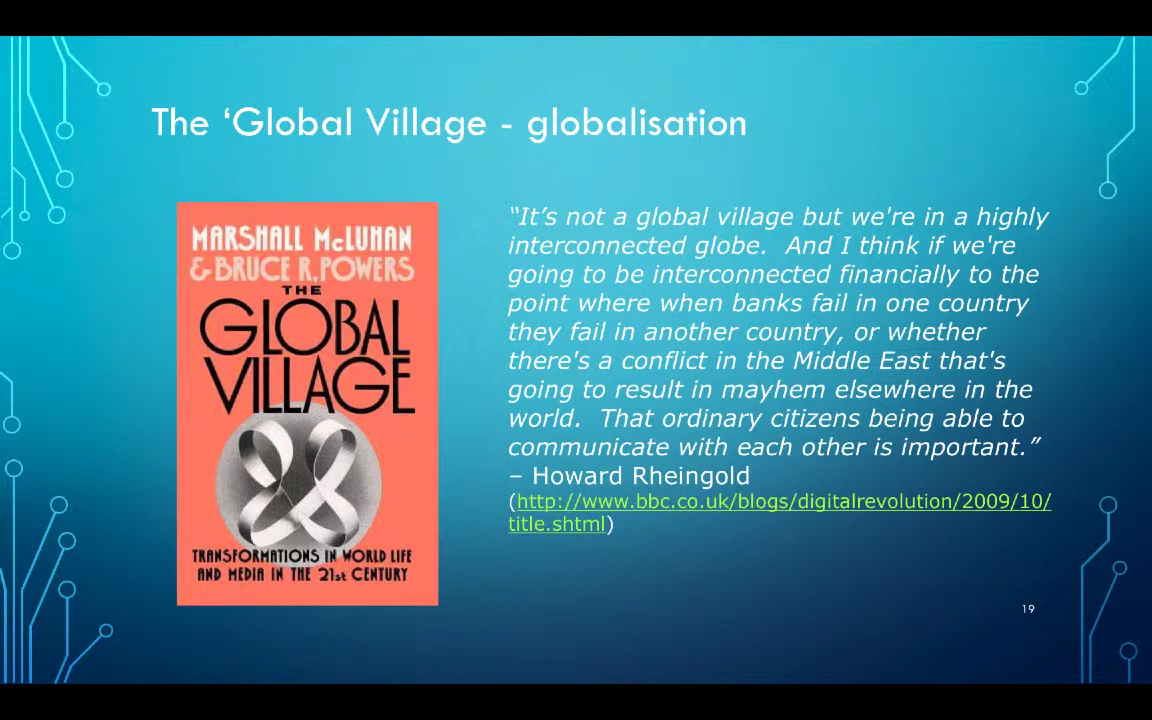 The ‘Global Village - globalisation
MARSHALL McLUHAN
& BRUCE R. POWERS
THE
GLOBAL
VILLAGE
TRANSFORMATIONS IN WORLD LIFE
AND MEDIA IN THE 21st CENTURY
“It’s not a global village but we're in a highly
interconnected globe.  And I think if we're
going to be interconnected financially to the
point where when banks fail in one country
they fail in another country, or whether
there's a conflict in the Middle East that's
going to result in mayhem elsewhere in the
world.  That ordinary citizens being able to
communicate with each other is important.”
– Howard Rheingold
(http://www.bbc.co.uk/blogs/digitalrevolution/2009/10/
title.shtml)
19